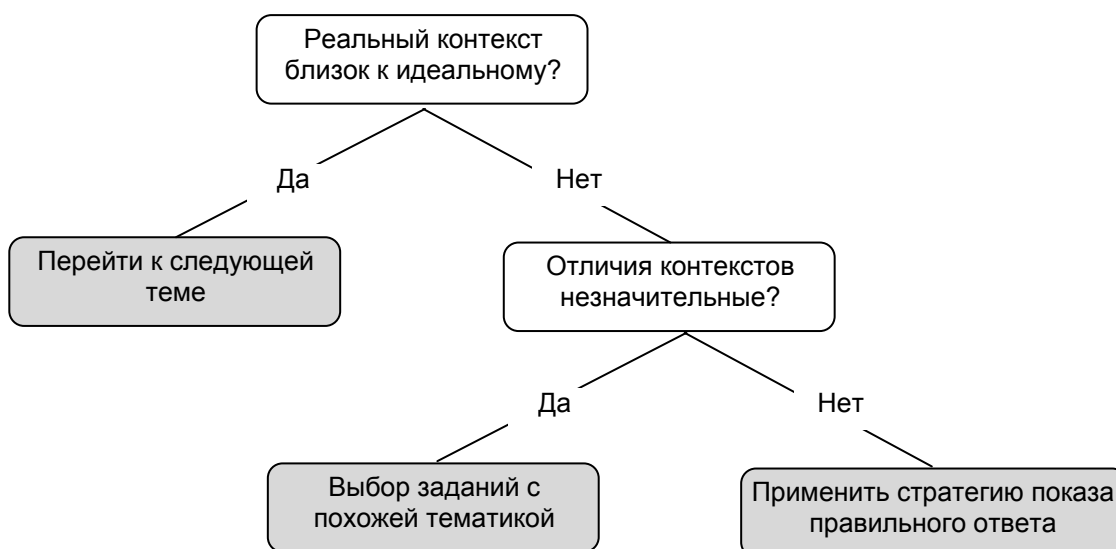 Реальный контекст
близок к идеальному?
Да
Нет
Перейти к следующей
теме
Отличия контекстов
незначительные?
Да
Нет
Выбор заданий с
похожей тематикой
Применить стратегию показа
правильного ответа